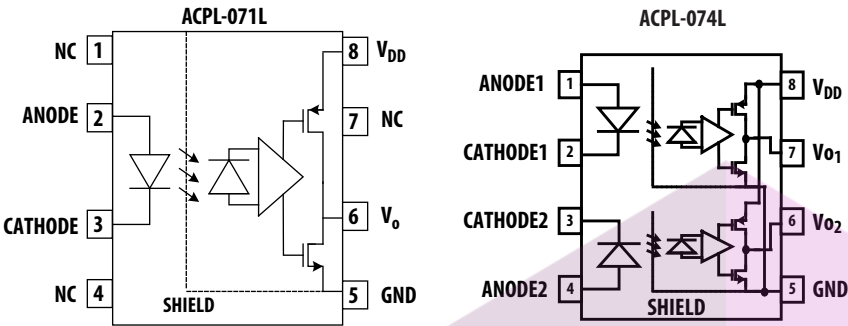 ACPL-071L
NC 1
ANODE 2
CATHODE 3
NC 4
8 VDD
7 NC
6 Vo
5 GND
SHIELD
ACPL-074L
ANODE1 1
CATHODE1 2
CATHODE2 3
ANODE2 4
8 VDD
7 Vo1
6 Vo2
5 GND
SHIELD